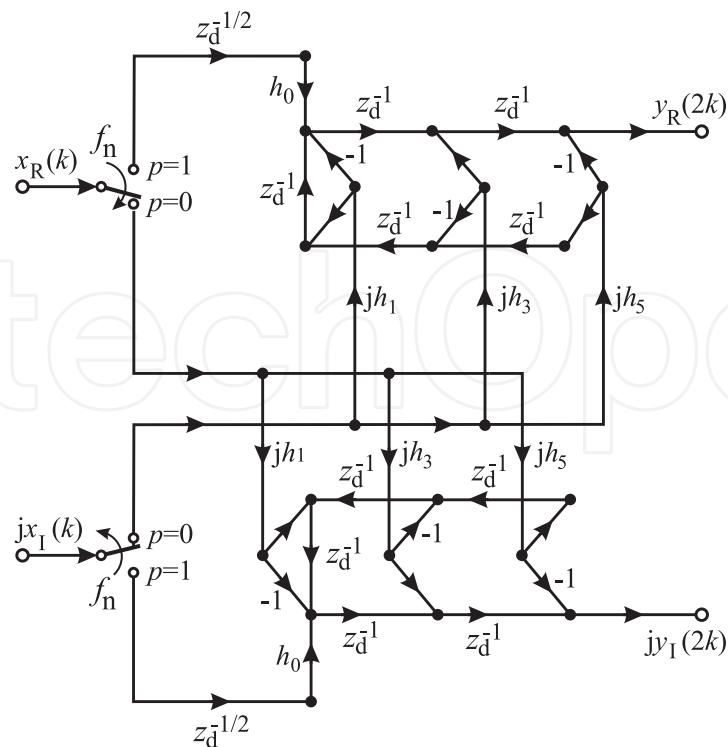 z_d^{-1/2}
h_0
z_d^{-1} z_d^{-1} y_R(2k)
f_n p=1
x_R(k) -1 -1
p=0 z_d^{-1}
-1
z_d^{-1} z_d^{-1}
jh_1 jh_3 jh_5
jh1 jh_3 jh_5
z_d^{-1} z_d^{-1}
jx_I(k) p=0 -1
p=1 z_d^{-1}
f_n -1 -1
z_d^{-1} z_d^{-1} jy_I(2k)
h_0
z_d^{-1/2}
techOpe